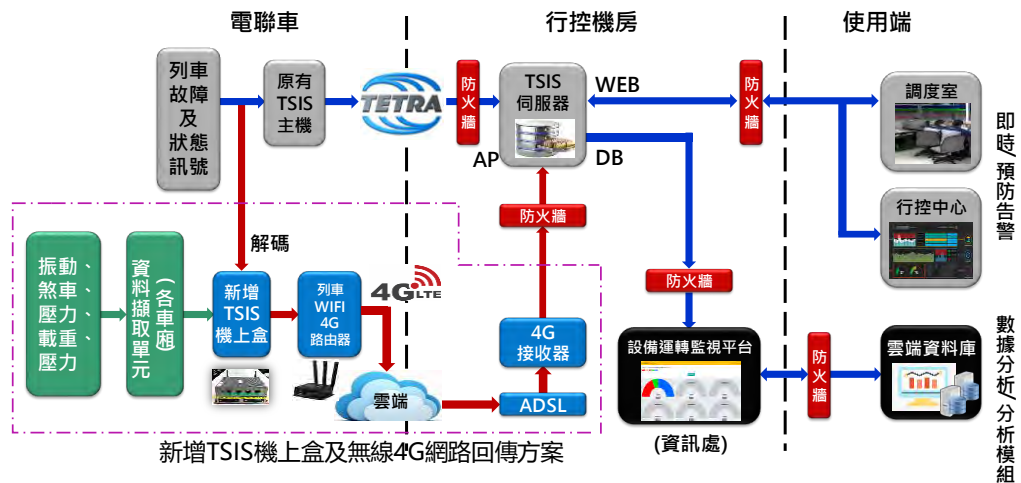 電聯車
行控機房
使用端
列車
故障
及
狀態
訊號
原有
TSIS
主機
TETRA
防火牆
TSIS
伺服器
WEB
AP
DB
防火牆
調度室
行控中心
即時/預防告警
防火牆
解碼
振動、
煞車、
壓力、
載重、
壓力
資料擷取單元
(各車廂)
新增
TSIS
機上盒
列車
WIFI
4G
路由器
4G LTE
雲端
4G
接收器
ADSL
防火牆
設備運轉監視平台
(資訊處)
防火牆
雲端資料庫
數據分析/分析模組
新增TSIS機上盒及無線4G網路回傳方案